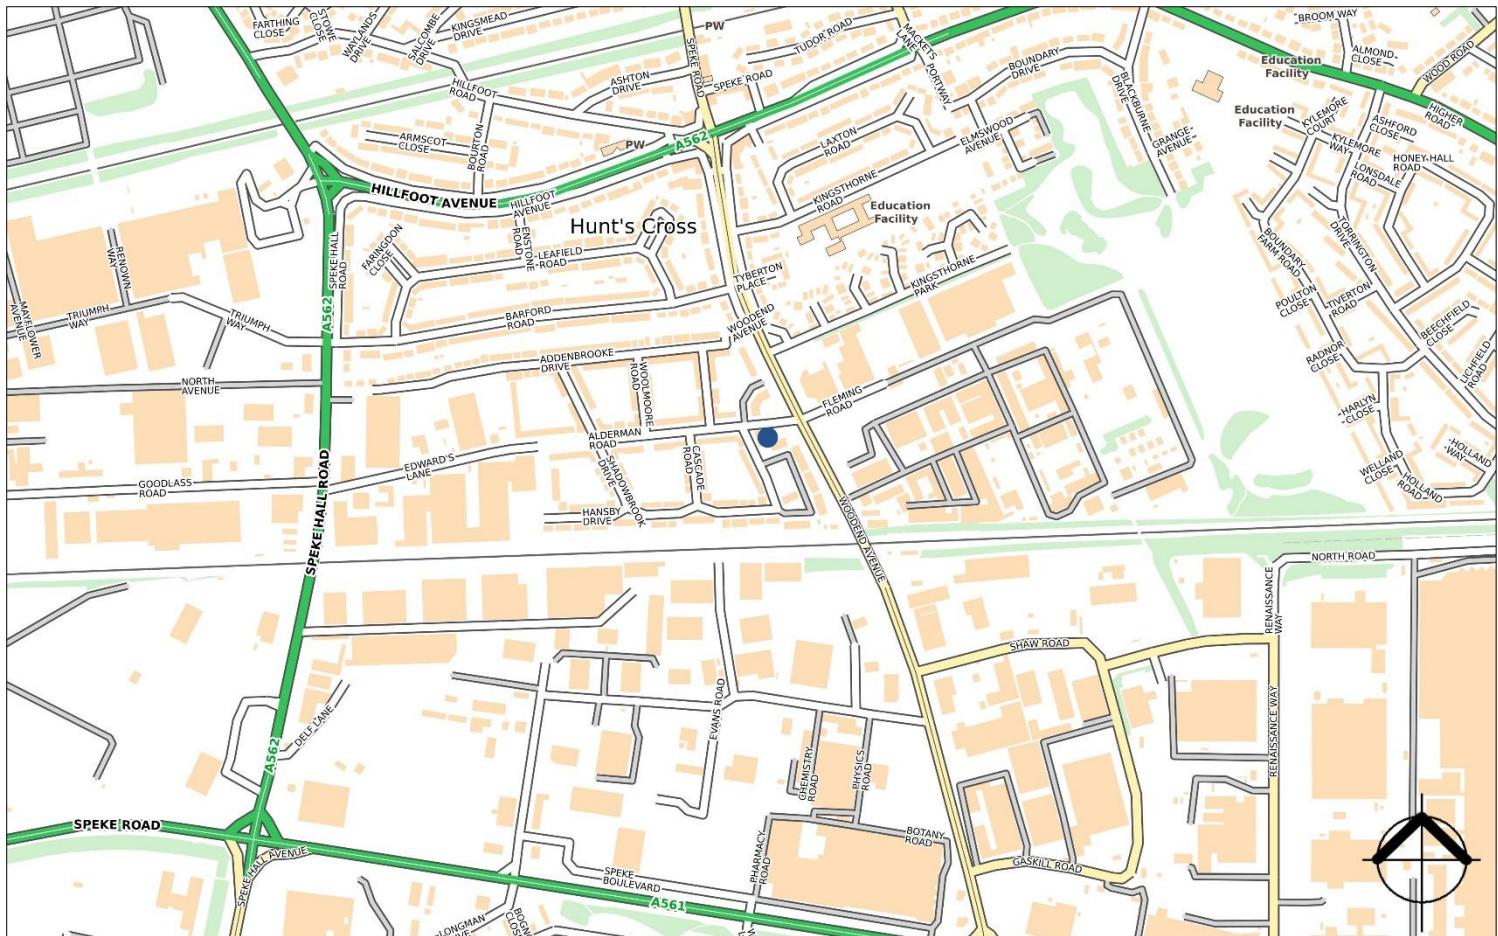 FARTHING
CLOSE
STOWE
CLOSE
WAYLANDS
DRIVE
SALCOMBE
DRIVE
KINGSMEAD
DRIVE
PW
TUDOR ROAD
MACKETS
LANE
BROOM WAY
ALMOND
CLOSE
WOOD ROAD
Education
Facility
SPEKE ROAD
ASHTON
DRIVE
SPEKE ROAD
HILLFOOT
ROAD
PORTWAY
BOUNDARY
DRIVE
BLACKBURNE
DRIVE
GRANGE
AVENUE
Education
Facility
KYLEMORE
COURT
KYLEMORE
WAY
ASHFORD
CLOSE
HIGHER
ROAD
HONEY HALL
ROAD
LONSDALE
ROAD
ARMSCOT
CLOSE
BOURTON
ROAD
PW
A562
LAXTON
ROAD
ELMSWOOD
AVENUE
HILLFOOT AVENUE
HILLFOOT
AVENUE
KINGSTHORNE
ROAD
Education
Facility
Hunt's Cross
TORRINGTON
DRIVE
BOUNDARY
FARM ROAD
RENOWN
WAY
SPEKE HALL
ROAD
FARINGDON
CLOSE
ENSTONE
ROAD
LEAFIELD
ROAD
TYBERTON
PLACE
KINGSTHORNE
PARK
POULTON
CLOSE
TIVERTON
ROAD
BEECHFIELD
CLOSE
MAYFLOWER
AVENUE
TRIUMPH
WAY
TRIUMPH
WAY
A562
BARFORD
ROAD
WOODEND
AVENUE
RADNOR
CLOSE
LICHFIELD
ROAD
ADDENBROOKE
DRIVE
WOOLMOORE
ROAD
NORTH
AVENUE
FLEMING
ROAD
HARLYN
CLOSE
ALDERMAN
ROAD
CASCADE
ROAD
SHADOWBROOK
DRIVE
HOLLAND
WAY
EDWARD'S
LANE
WELLAND
CLOSE
HOLLAND
ROAD
GOODLASS
ROAD
SPEKE HALL ROAD
HANSBY
DRIVE
WOODEND AVENUE
NORTH ROAD
RENAISSANCE
WAY
SHAW ROAD
DELF LANE
EVANS ROAD
RENAISSANCE WAY
A562
CHEMISTRY
ROAD
PHYSICS
ROAD
SPEKE ROAD
BOTANY
ROAD
PHARMACY
ROAD
SPEKE HALL AVENUE
SPEKE
BOULEVARD
GASKILL ROAD
A561